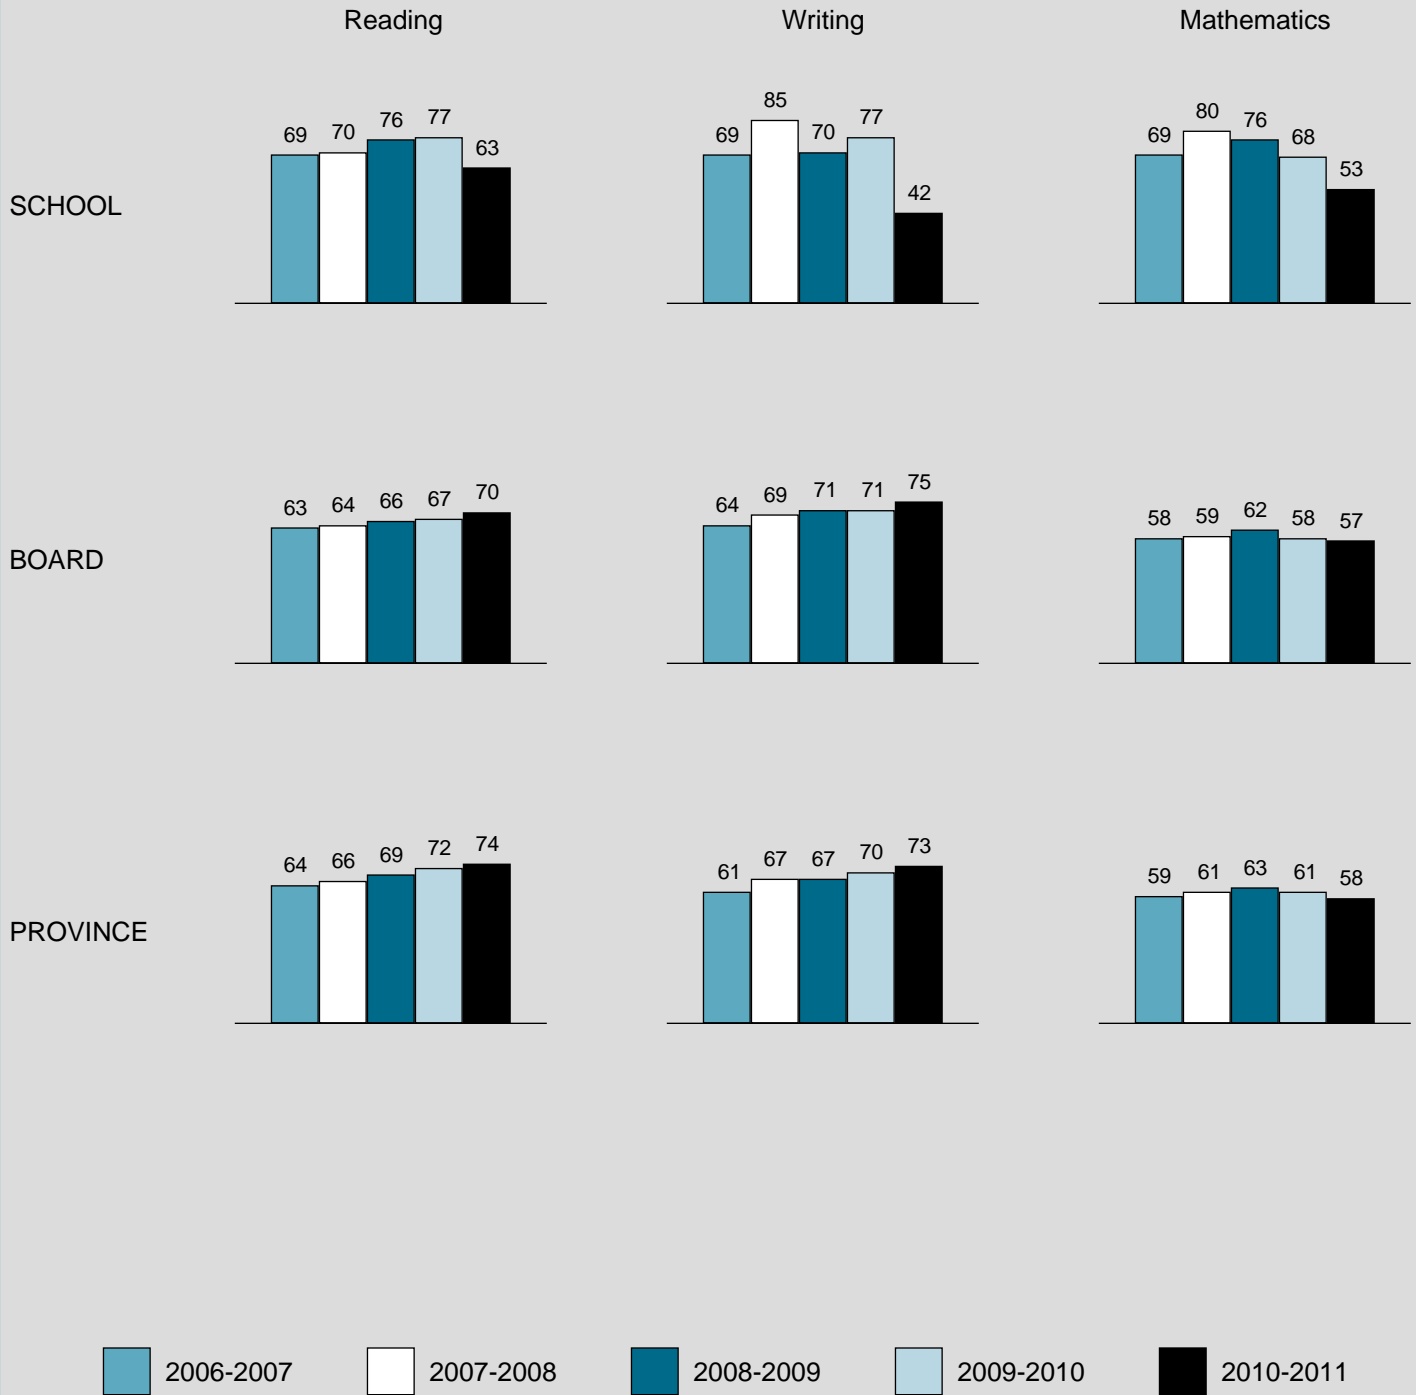 Reading Writing Mathematics
SCHOOL
69 70 76 77 63
69 85 70 77 42
69 80 76 68 53
BOARD
63 64 66 67 70
64 69 71 71 75
58 59 62 58 57
PROVINCE
64 66 69 72 74
61 67 67 70 73
59 61 63 61 58
2006-2007 2007-2008 2008-2009 2009-2010 2010-2011